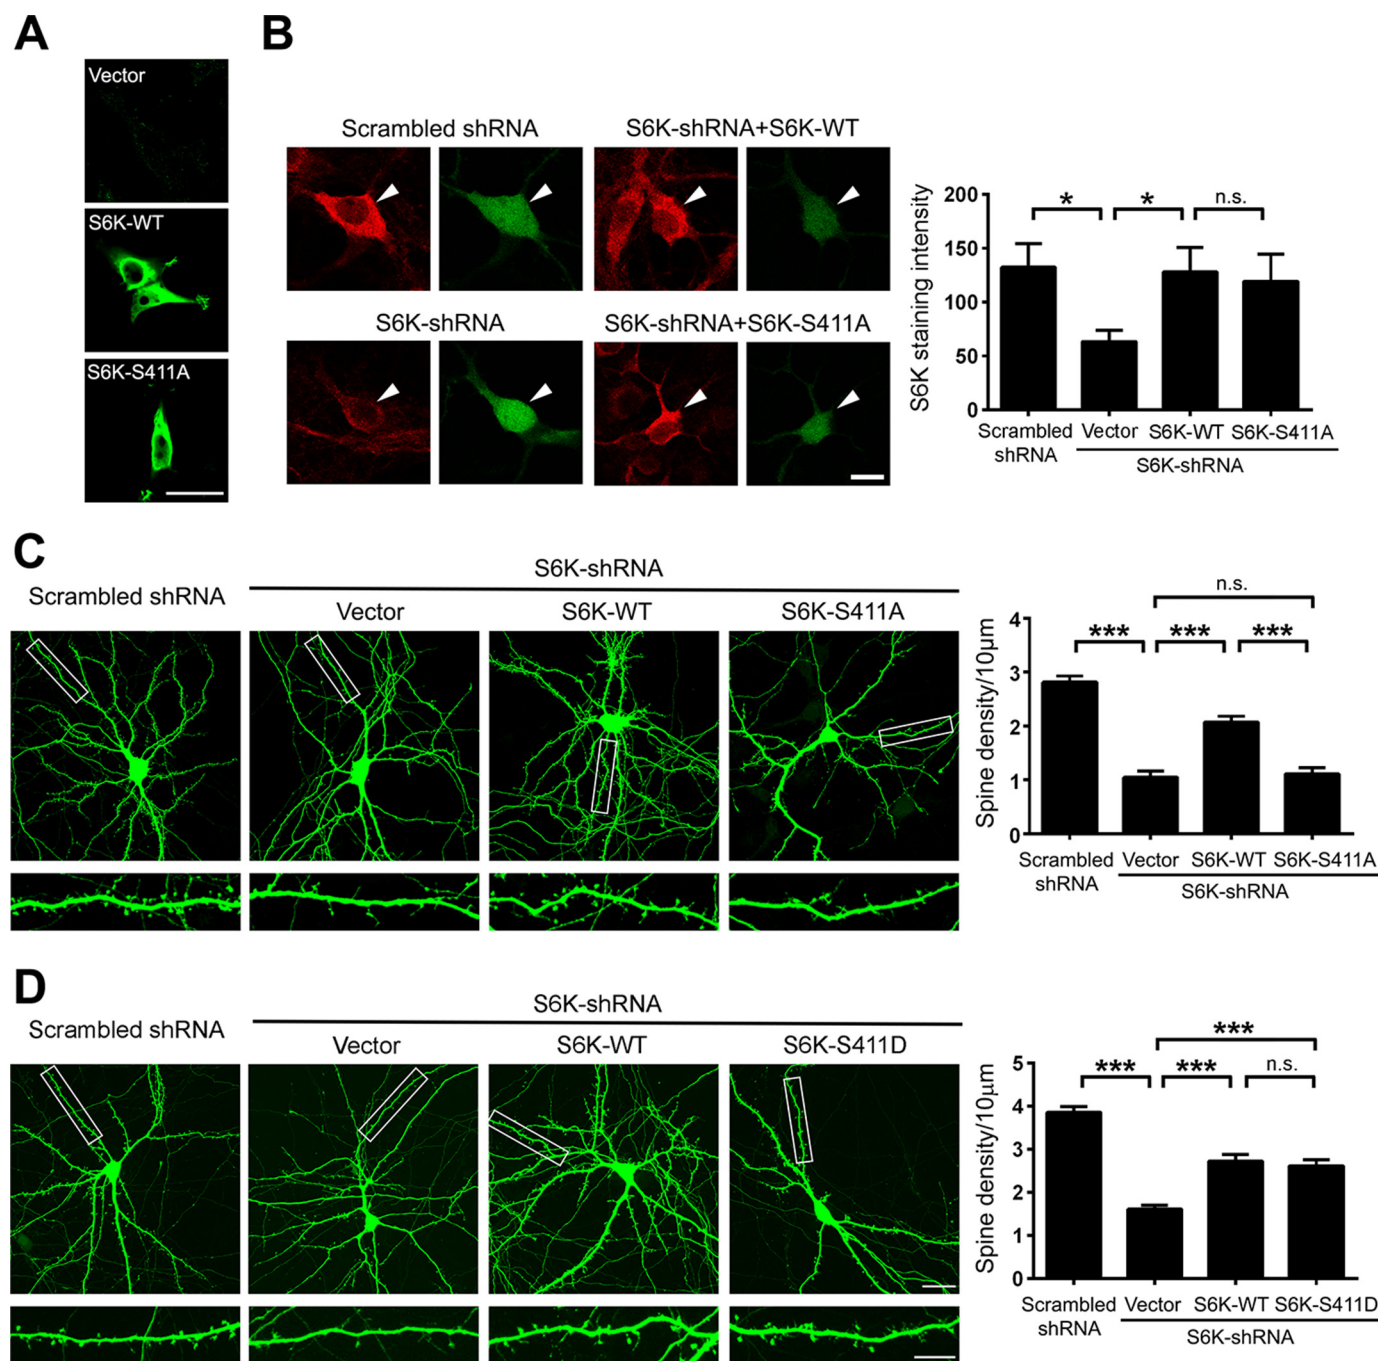 A
Vector
S6K-WT
S6K-S411A
B
Scrambled shRNA
S6K-shRNA+S6K-WT
S6K-shRNA
S6K-shRNA+S6K-S411A
S6K staining intensity
200
150
100
50
0
*
*
n.s.
Scrambled shRNA
Vector
S6K-WT
S6K-S411A
S6K-shRNA
C
Scrambled shRNA
S6K-shRNA
Vector
S6K-WT
S6K-S411A
Spine density/10µm
4
3
2
1
0
n.s.
***
***
***
Scrambled shRNA
Vector
S6K-WT
S6K-S411A
S6K-shRNA
D
Scrambled shRNA
S6K-shRNA
Vector
S6K-WT
S6K-S411D
Spine density/10µm
5
4
3
2
1
0
***
***
***
n.s.
Scrambled shRNA
Vector
S6K-WT
S6K-S411D
S6K-shRNA